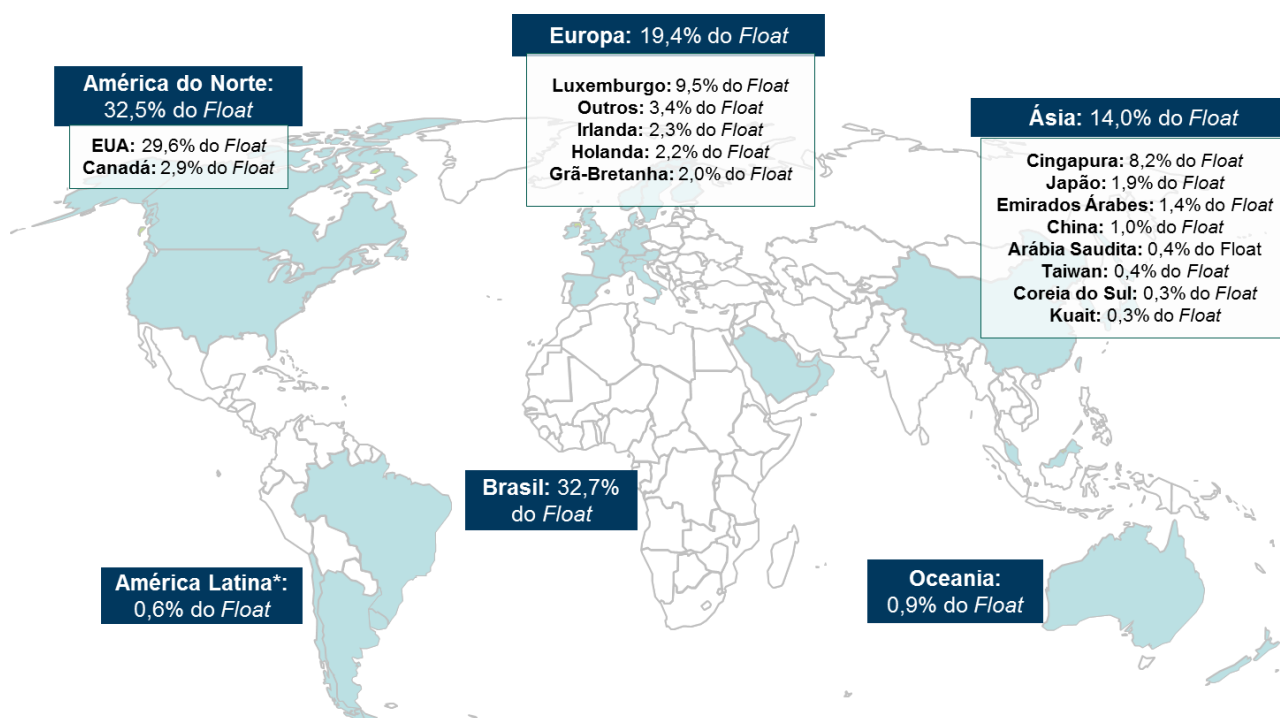 Europa: 19,4% do Float
Luxemburgo: 9,5% do Float
Outros: 3,4% do Float
Irlanda: 2,3% do Float
Holanda: 2,2% do Float
Grã-Bretanha: 2,0% do Float
América do Norte:
32,5% do Float
EUA: 29,6% do Float
Canadá: 2,9% do Float
Ásia: 14,0% do Float
Cingapura: 8,2% do Float
Japão: 1,9% do Float
Emirados Árabes: 1,4% do Float
China: 1,0% do Float
Arábia Saudita: 0,4% do Float
Taiwan: 0,4% do Float
Coreia do Sul: 0,3% do Float
Kuait: 0,3% do Float
Brasil: 32,7%
do Float
América Latina*:
0,6% do Float
Oceania:
0,9% do Float